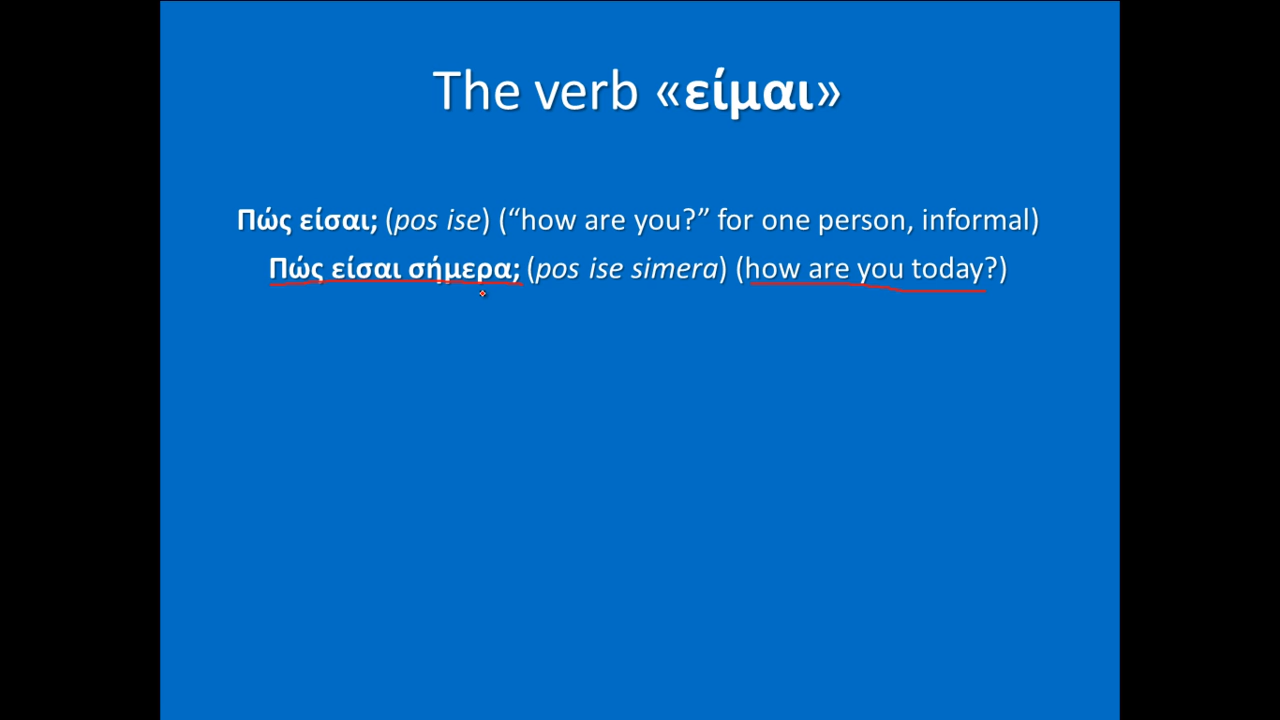 The verb «είμαι»
Πώς είσαι; (pos ise) (“how are you?” for one person, informal)
Πώς είσαι σήμερα; (pos ise simera) (how are you today?)